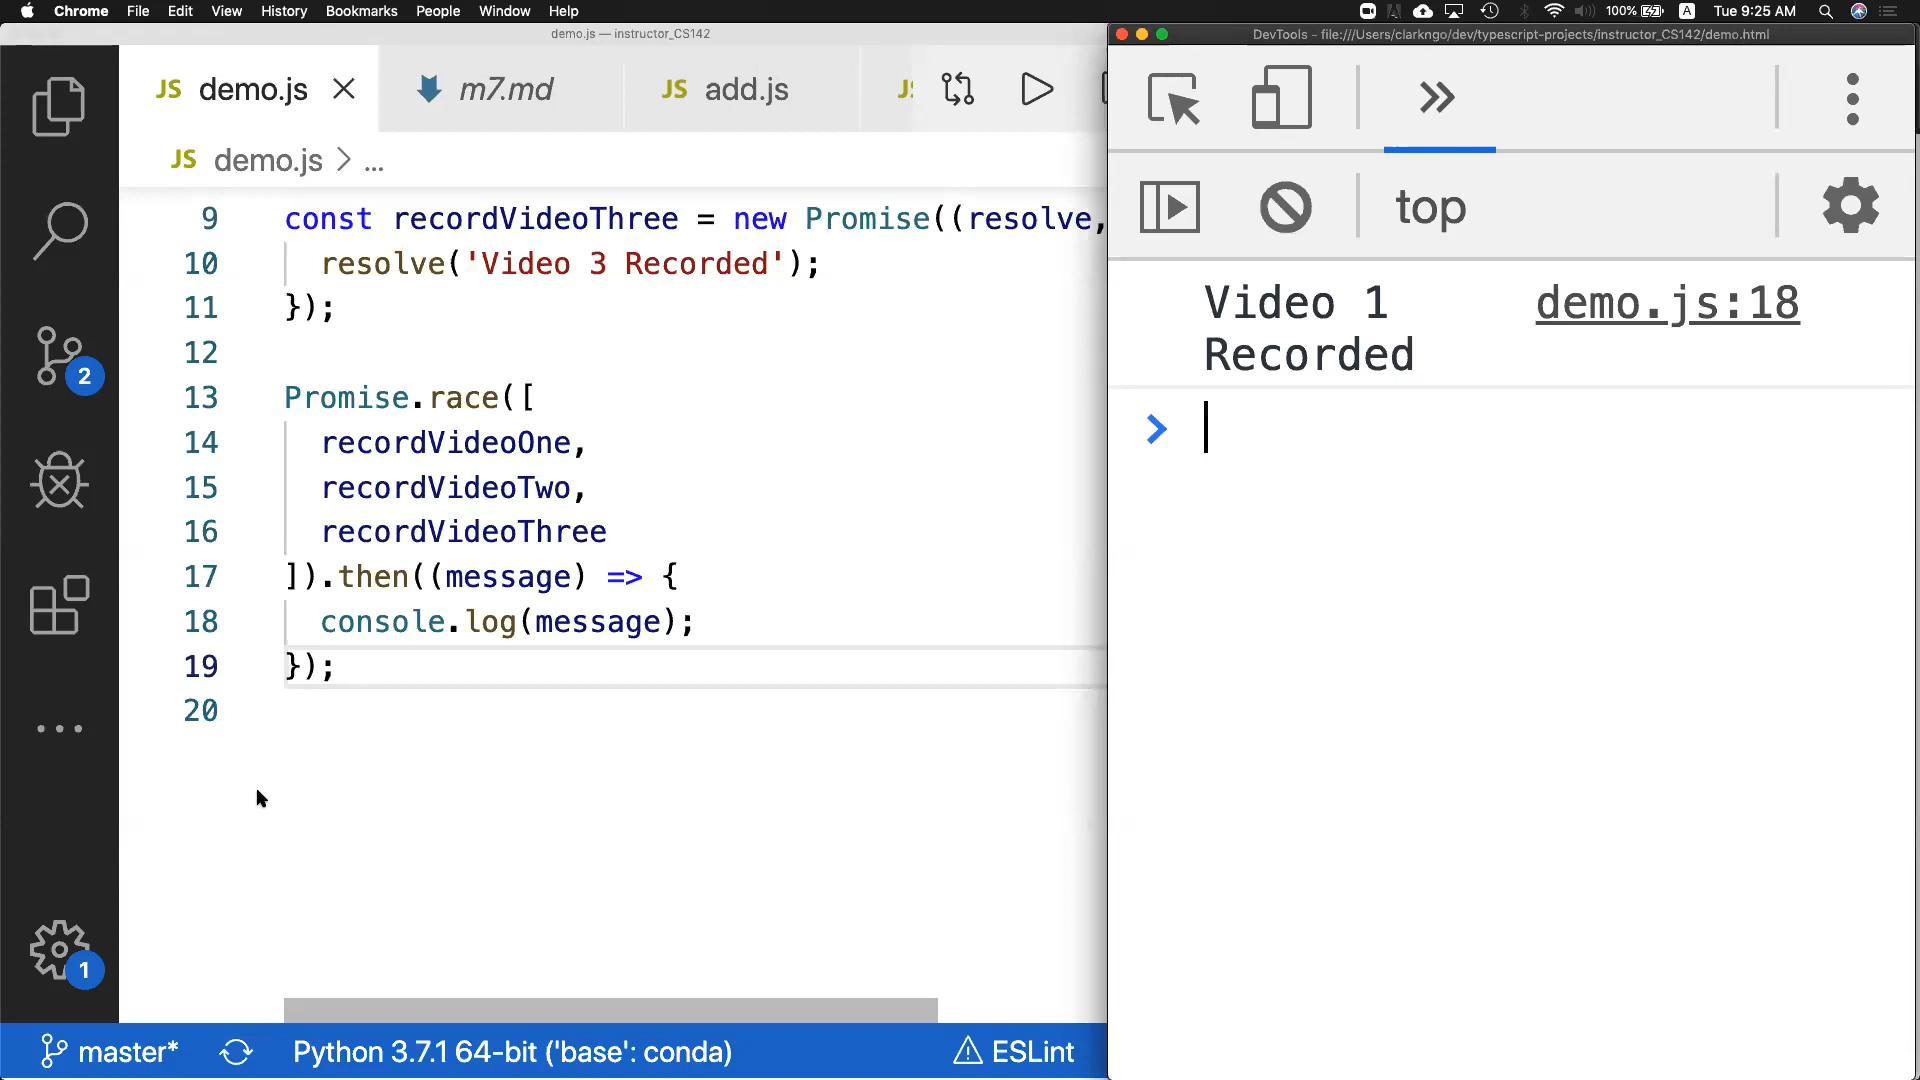 Chrome File Edit View History Bookmarks People Window Help
100% A Tue 9:25 AM
demo.js — instructor_CS142
DevTools - file:///Users/clarkngo/dev/typescript-projects/instructor_CS142/demo.html
JS demo.js m7.md JS add.js JS
JS demo.js > ...
9 const recordVideoThree = new Promise((resolve,
10 resolve('Video 3 Recorded');
11 });
12
13 Promise.race([
14 recordVideoOne,
15 recordVideoTwo,
16 recordVideoThree
17 ]).then((message) => {
18 console.log(message);
19 });
20
2
1
master* Python 3.7.1 64-bit ('base': conda) ESLint
top
Video 1 demo.js:18
Recorded